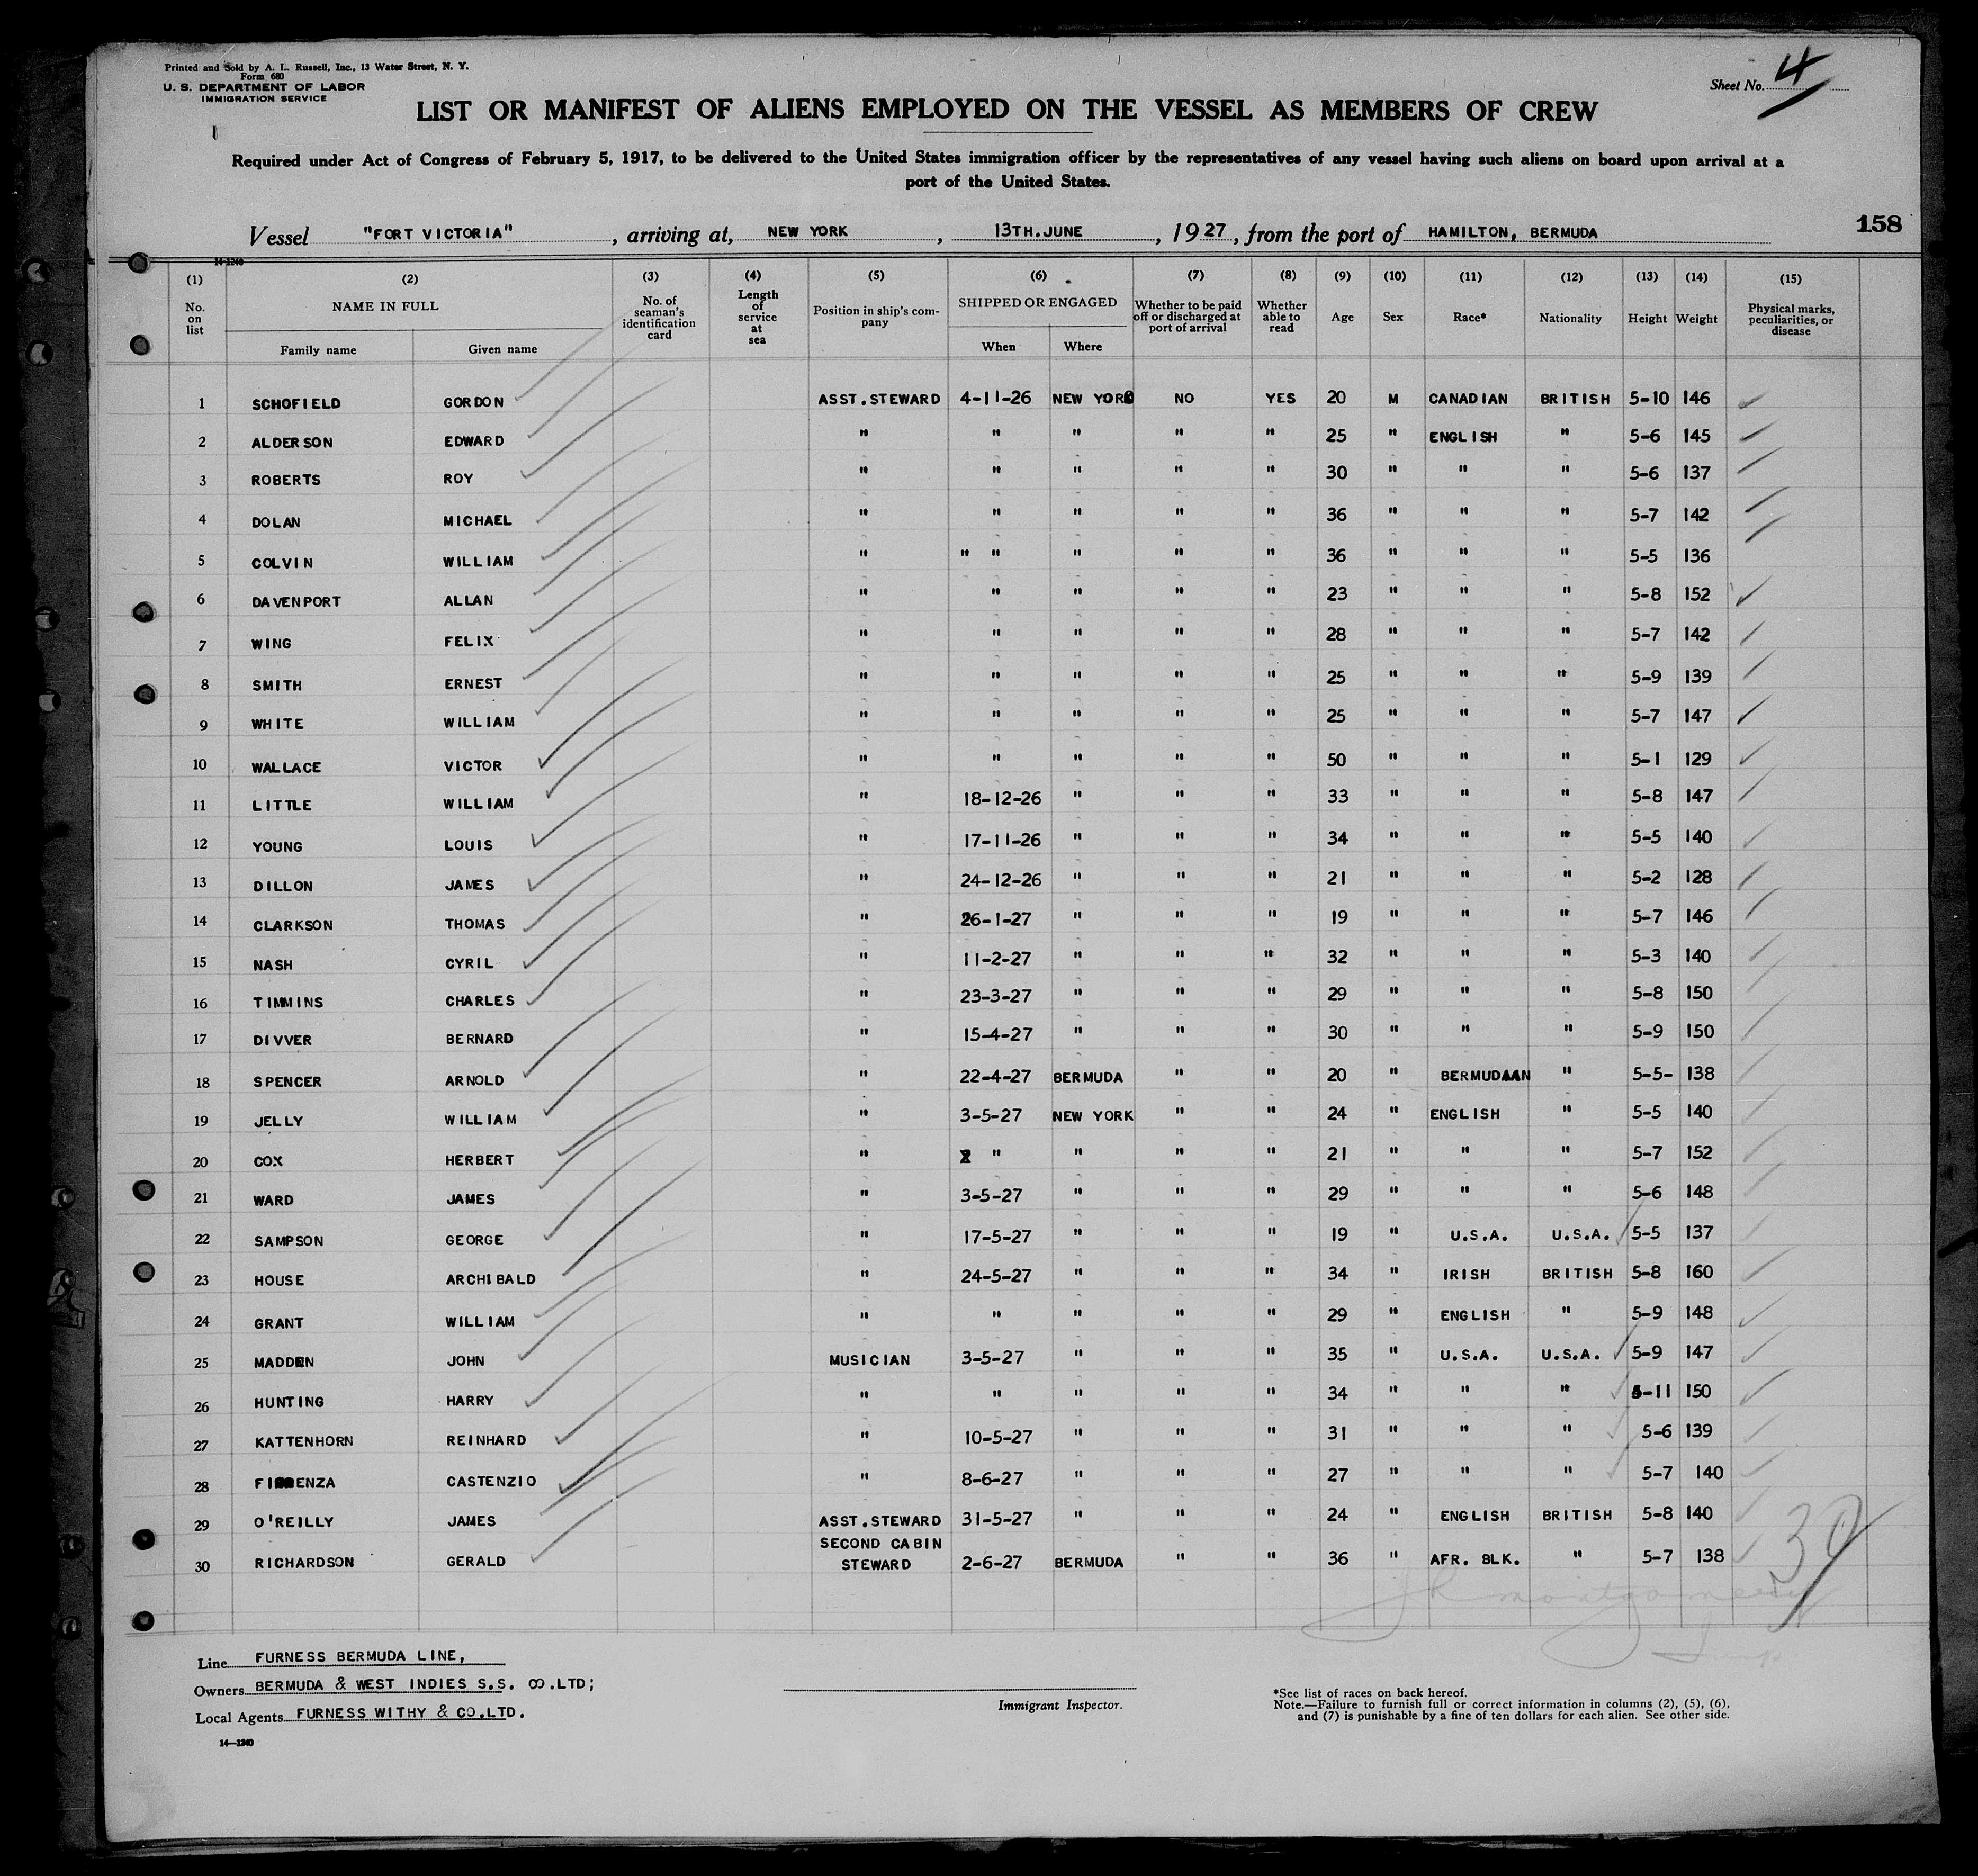 Printed and Sold by A. L. Russell, Inc., 13 Water Street, N. Y.
Form 680
U. S. DEPARTMENT OF LABOR
IMMIGRATION SERVICE
Sheet No. 4
LIST OR MANIFEST OF ALIENS EMPLOYED ON THE VESSEL AS MEMBERS OF CREW
Required under Act of Congress of February 5, 1917, to be delivered to the United States immigration officer by the representatives of any vessel having such aliens on board upon arrival at a
port of the United States.
158
Vessel "FORT VICTORIA", arriving at, NEW YORK, 13TH.JUNE, 1927, from the port of HAMILTON, BERMUDA
14-1240
(1) (2) (3) (4) (5) (6) (7) (8) (9) (10) (11) (12) (13) (14) (15)
No. on list NAME IN FULL No. of seaman's identification card Length of service at sea Position in ship's company SHIPPED OR ENGAGED Whether to be paid off or discharged at port of arrival Whether able to read Age Sex Race* Nationality Height Weight Physical marks, peculiarities, or disease
Family name Given name When Where
1 SCHOFIELD GORDON ASST.STEWARD 4-11-26 NEW YORK NO YES 20 M CANADIAN BRITISH 5-10 146
2 ALDERSON EDWARD " " " " " 25 " ENGLISH " 5-6 145
3 ROBERTS ROY " " " " " 30 " " " 5-6 137
4 DOLAN MICHAEL " " " " " 36 " " " 5-7 142
5 COLVIN WILLIAM " " " " " " 36 " " " 5-5 136
6 DAVENPORT ALLAN " " " " " 23 " " " 5-8 152
7 WING FELIX " " " " " 28 " " " 5-7 142
8 SMITH ERNEST " " " " " 25 " " " 5-9 139
9 WHITE WILLIAM " " " " " 25 " " " 5-7 147
10 WALLACE VICTOR " " " " " 50 " " " 5-1 129
11 LITTLE WILLIAM " 18-12-26 " " " 33 " " " 5-8 147
12 YOUNG LOUIS " 17-11-26 " " " 34 " " " 5-5 140
13 DILLON JAMES " 24-12-26 " " " 21 " " " 5-2 128
14 CLARKSON THOMAS " 26-1-27 " " " 19 " " " 5-7 146
15 NASH CYRIL " 11-2-27 " " " 32 " " " 5-3 140
16 TIMMINS CHARLES " 23-3-27 " " " 29 " " " 5-8 150
17 DIVVER BERNARD " 15-4-27 " " " 30 " " " 5-9 150
18 SPENCER ARNOLD " 22-4-27 BERMUDA " " 20 " BERMUDAAN " 5-5- 138
19 JELLY WILLIAM " 3-5-27 NEW YORK " " 24 " ENGLISH " 5-5 140
20 COX HERBERT " " " " " 21 " " " 5-7 152
21 WARD JAMES " 3-5-27 " " " 29 " " " 5-6 148
22 SAMPSON GEORGE " 17-5-27 " " " 19 " U.S.A. U.S.A. 5-5 137
23 HOUSE ARCHIBALD " 24-5-27 " " " 34 " IRISH BRITISH 5-8 160
24 GRANT WILLIAM " " " " " 29 " ENGLISH " 5-9 148
25 MADDEN JOHN MUSICIAN 3-5-27 " " " 35 " U.S.A. U.S.A. 5-9 147
26 HUNTING HARRY " " " " " 34 " " " 5-11 150
27 KATTENHORN REINHARD " 10-5-27 " " " 31 " " " 5-6 139
28 CASTENZIO " 8-6-27 " " " 27 " " " 5-7 140
29 O'REILLY JAMES ASST.STEWARD 31-5-27 " " " 24 " ENGLISH BRITISH 5-8 140
30 RICHARDSON GERALD SECOND CABIN STEWARD 2-6-27 BERMUDA " " 36 " AFR. BLK. " 5-7 138
30
J R Montgomery
Line FURNESS BERMUDA LINE,
Owners BERMUDA & WEST INDIES S.S. CO.LTD;
Local Agents FURNESS WITHY & CO.LTD.
14—1240
Immigrant Inspector.
*See list of races on back hereof.
Note.—Failure to furnish full or correct information in columns (2), (5), (6),
and (7) is punishable by a fine of ten dollars for each alien. See other side.